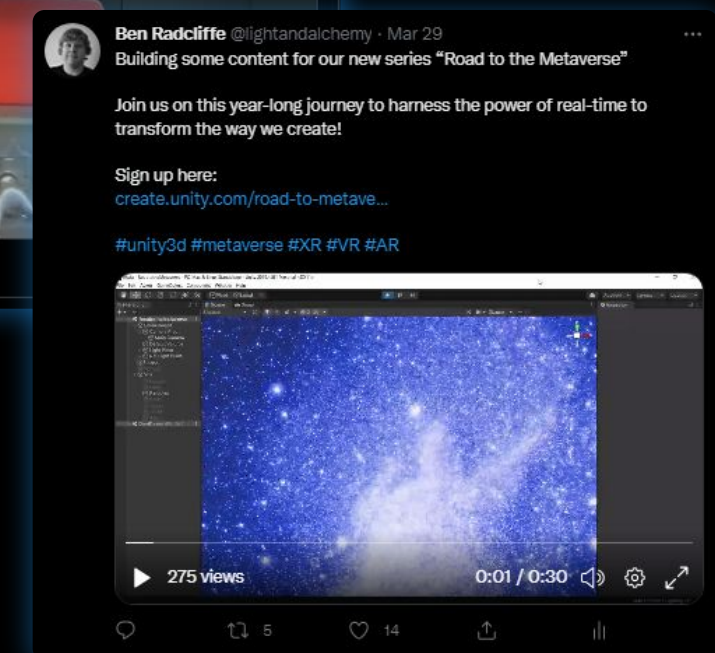 Ben Radcliffe @lightandalchemy · Mar 29
Building some content for our new series “Road to the Metaverse”
Join us on this year-long journey to harness the power of real-time to
transform the way we create!
Sign up here:
create.unity.com/road-to-metave...
#unity3d #metaverse #XR #VR #AR
275 views
0:01 / 0:30
5
14